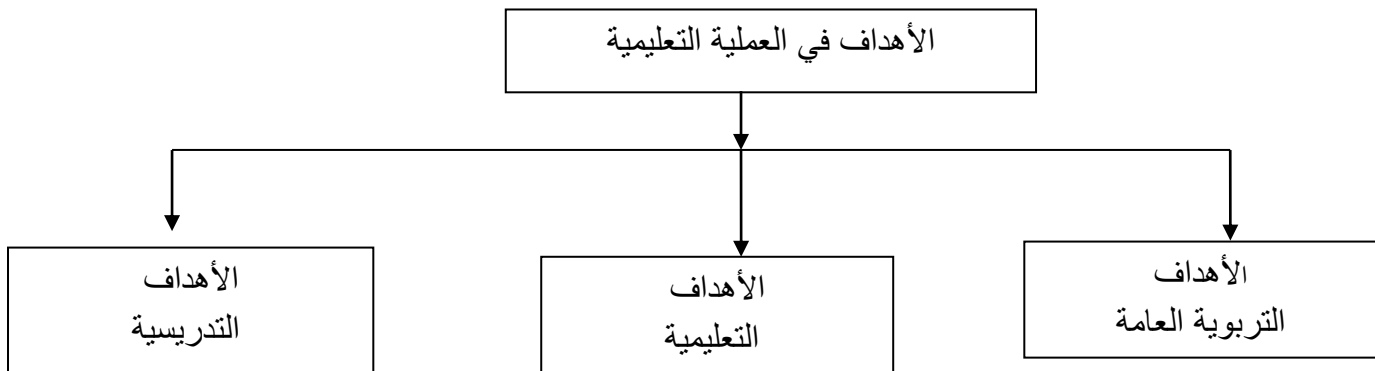 الأهداف في العملية التعليمية
الأهداف
التربوية العامة
الأهداف
التعليمية
الأهداف
التدريسية